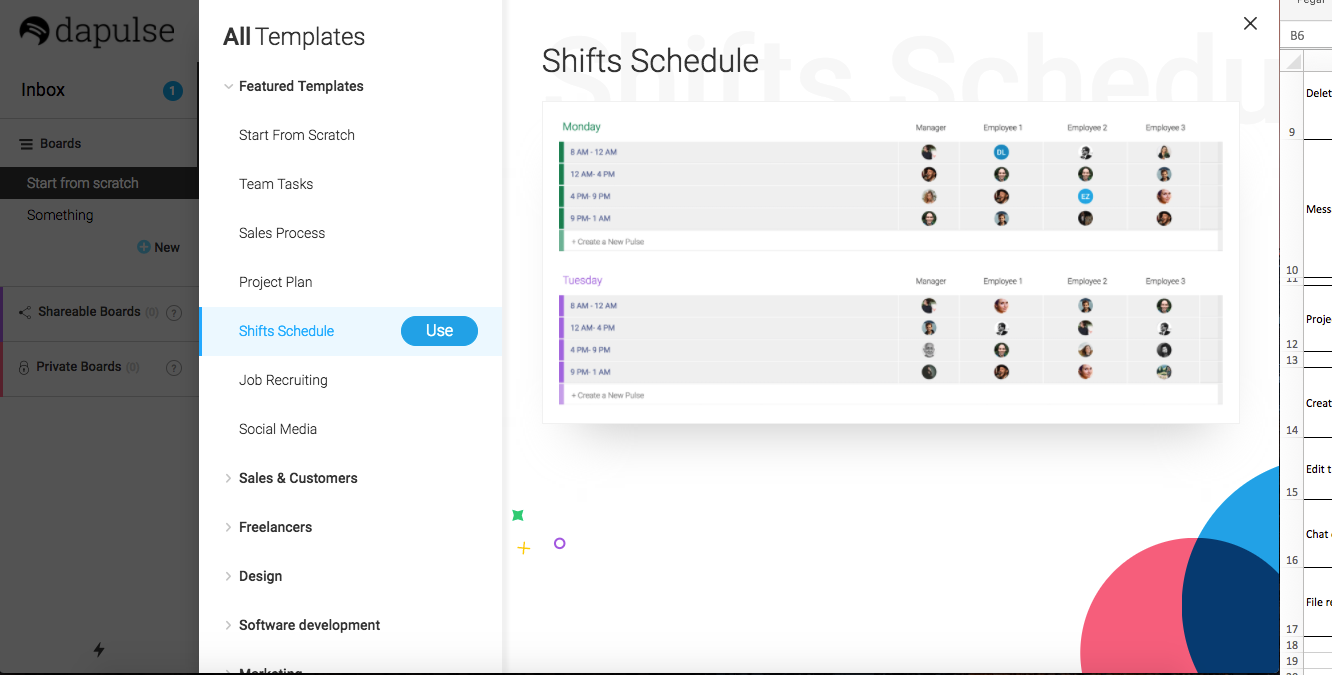 dapulse
Inbox
1
Boards
Start from scratch
Something
New
Shareable Boards (0) ?
Private Boards (0) ?
All Templates
Featured Templates
Start From Scratch
Team Tasks
Sales Process
Project Plan
Shifts Schedule
Use
Job Recruiting
Social Media
Sales & Customers
Freelancers
Design
Software development
Marketing
Shifts Schedule
Shifts Schedu
Monday Manager Employee 1 Employee 2 Employee 3
8 AM - 12 AM DL
12 AM- 4 PM
4 PM- 9 PM EZ
9 PM- 1 AM
+ Create a New Pulse
Tuesday Manager Employee 1 Employee 2 Employee 3
8 AM - 12 AM
12 AM- 4 PM
4 PM- 9 PM
9 PM- 1 AM
+ Create a New Pulse
Pegar
B6
Delet
9
Mess
10
11
Proje
12
13
Creat
14
Edit t
15
Chat
16
File re
17
18
19